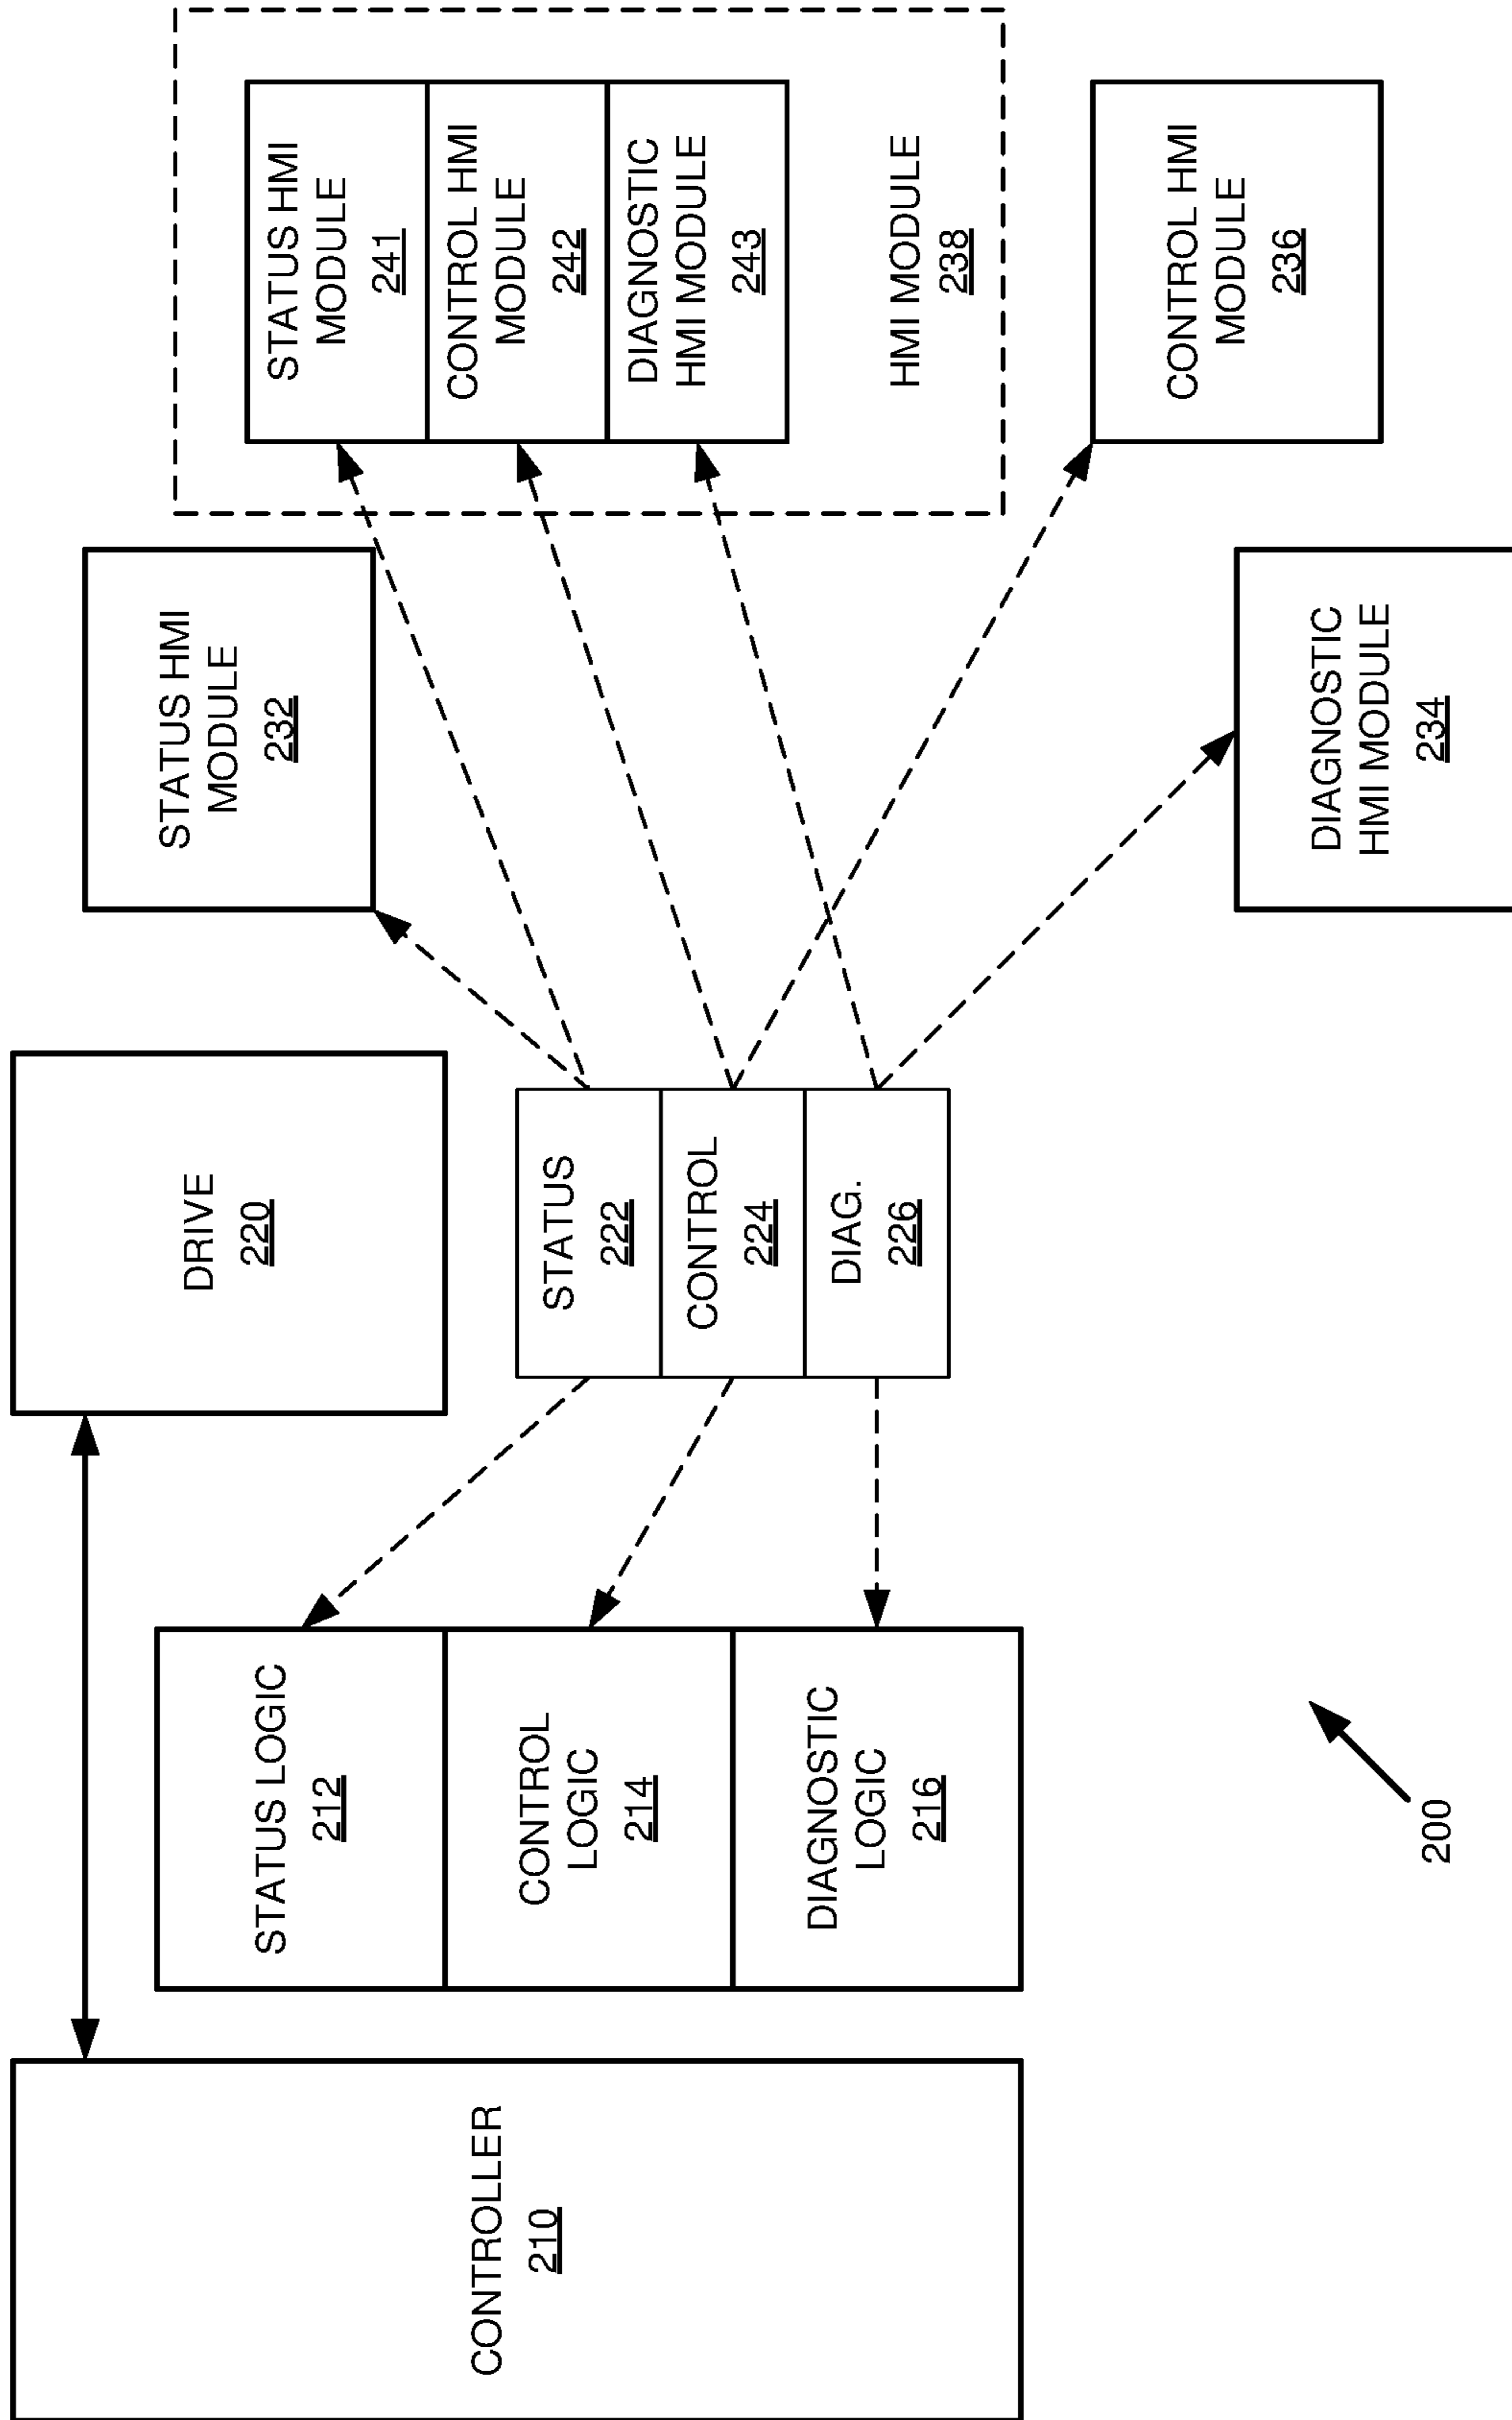 CONTROLLER
210
STATUS LOGIC
212
CONTROL
LOGIC
214
DIAGNOSTIC
LOGIC
216
DRIVE
220
STATUS
222
CONTROL
224
DIAG.
226
STATUS HMI
MODULE
232
DIAGNOSTIC
HMI MODULE
234
STATUS HMI
MODULE
241
CONTROL HMI
MODULE
242
DIAGNOSTIC
HMI MODULE
243
HMI MODULE
238
CONTROL HMI
MODULE
236
200